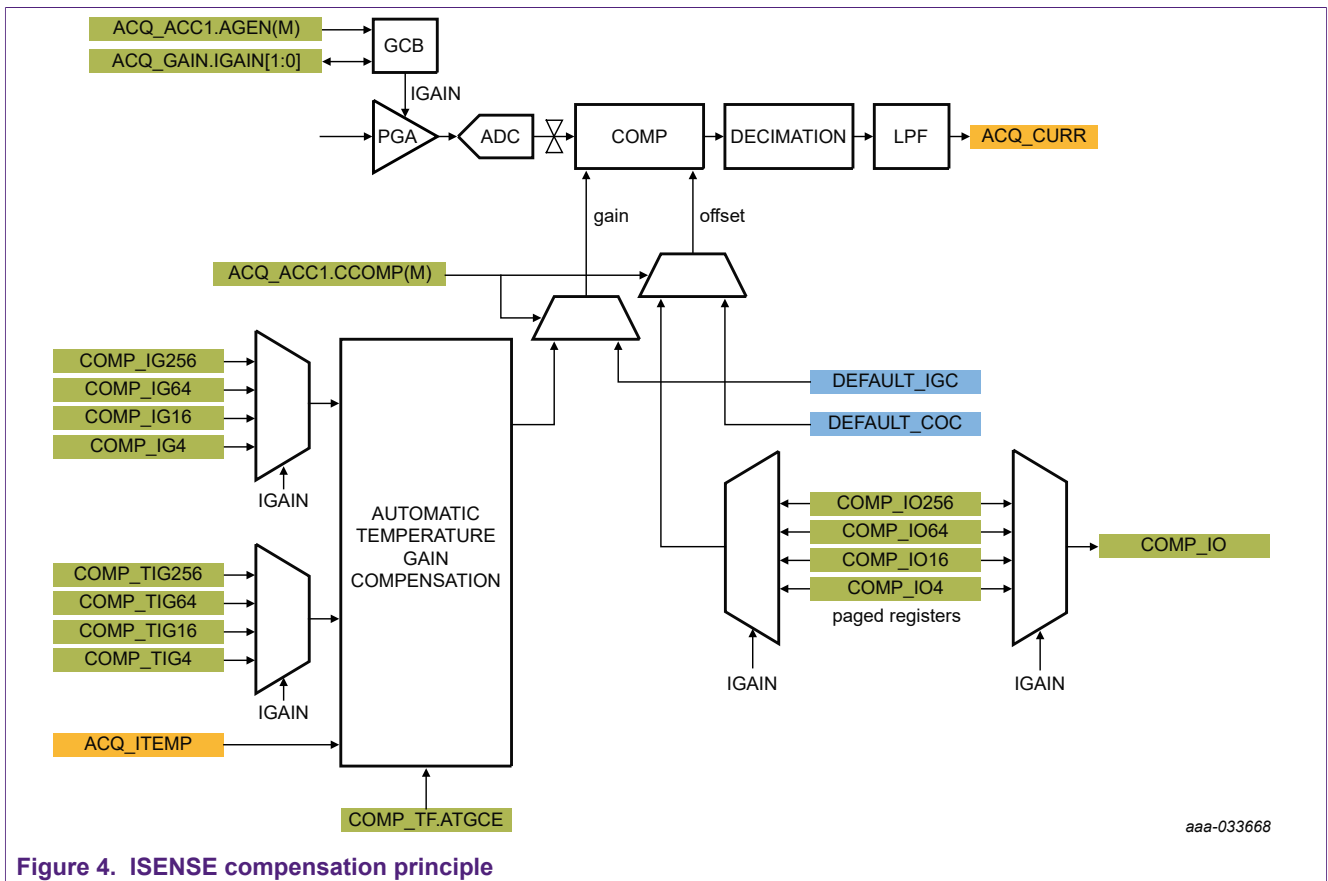 ACQ_ACC1.AGEN(M)
ACQ_GAIN.IGAIN[1:0]
GCB
IGAIN
PGA
ADC
COMP
DECIMATION
LPF
ACQ_CURR
gain
offset
ACQ_ACC1.CCOMP(M)
COMP_IG256
COMP_IG64
COMP_IG16
COMP_IG4
IGAIN
COMP_TIG256
COMP_TIG64
COMP_TIG16
COMP_TIG4
IGAIN
ACQ_ITEMP
AUTOMATIC
TEMPERATURE
GAIN
COMPENSATION
COMP_TF.ATGCE
DEFAULT_IGC
DEFAULT_COC
COMP_IO256
COMP_IO64
COMP_IO16
COMP_IO4
paged registers
IGAIN
IGAIN
COMP_IO
aaa-033668
Figure 4. ISENSE compensation principle